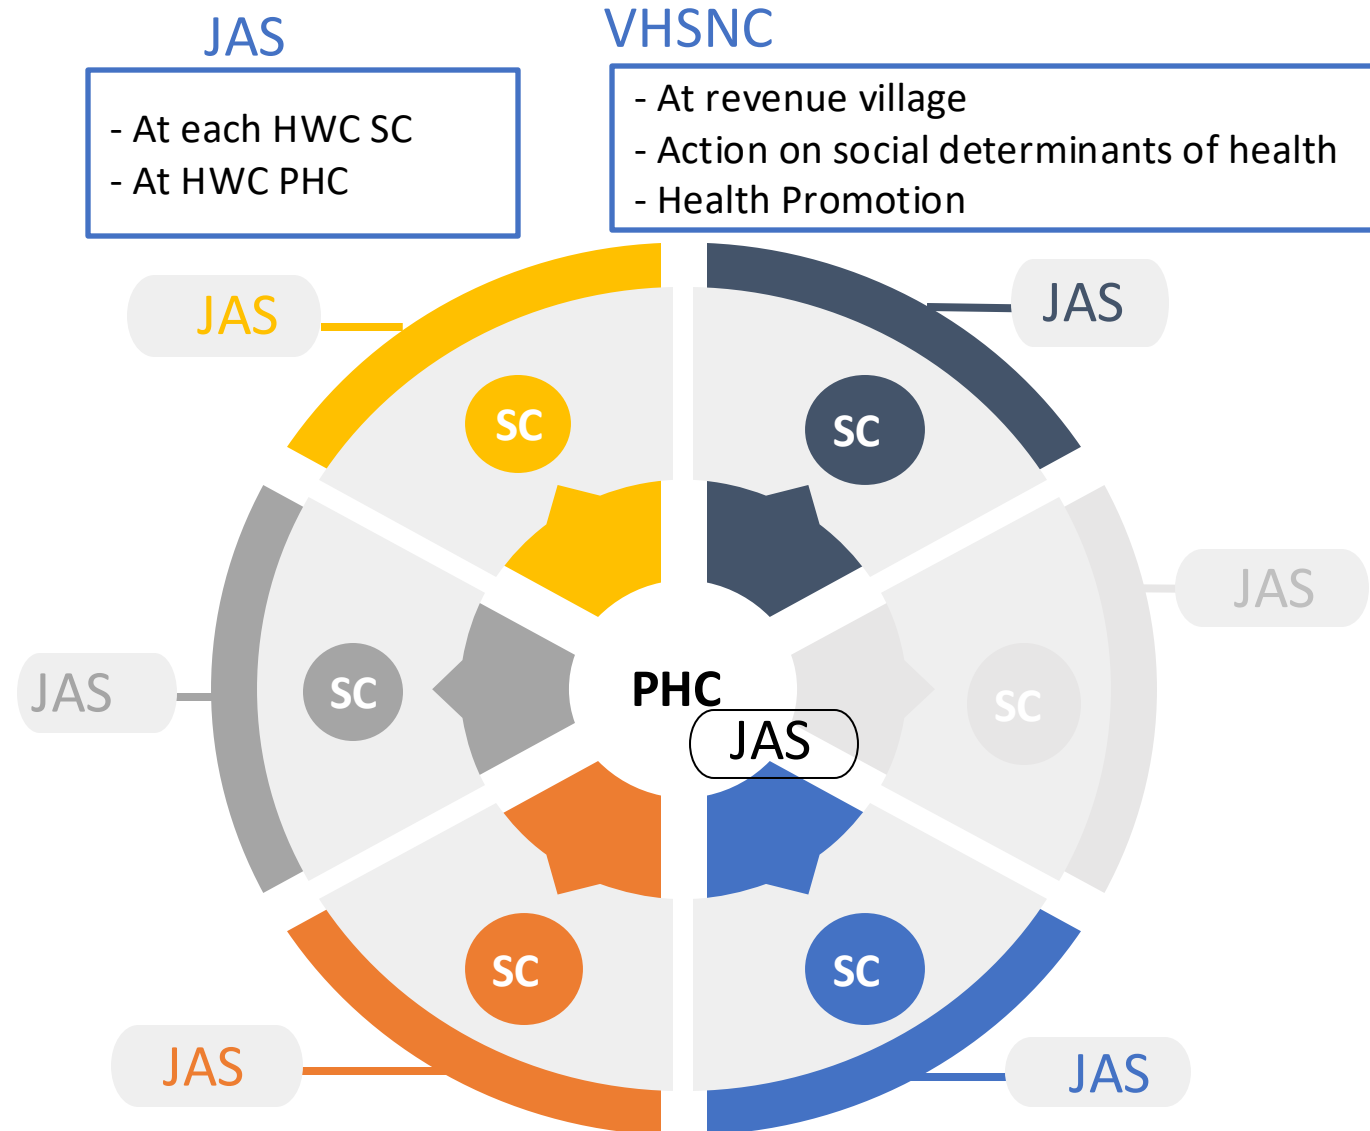 JAS
- At each HWC SC
- At HWC PHC
VHSNC
- At revenue village
- Action on social determinants of health
- Health Promotion
JAS
JAS
SC
SC
JAS
JAS
SC
PHC
SC
JAS
SC
SC
JAS
JAS